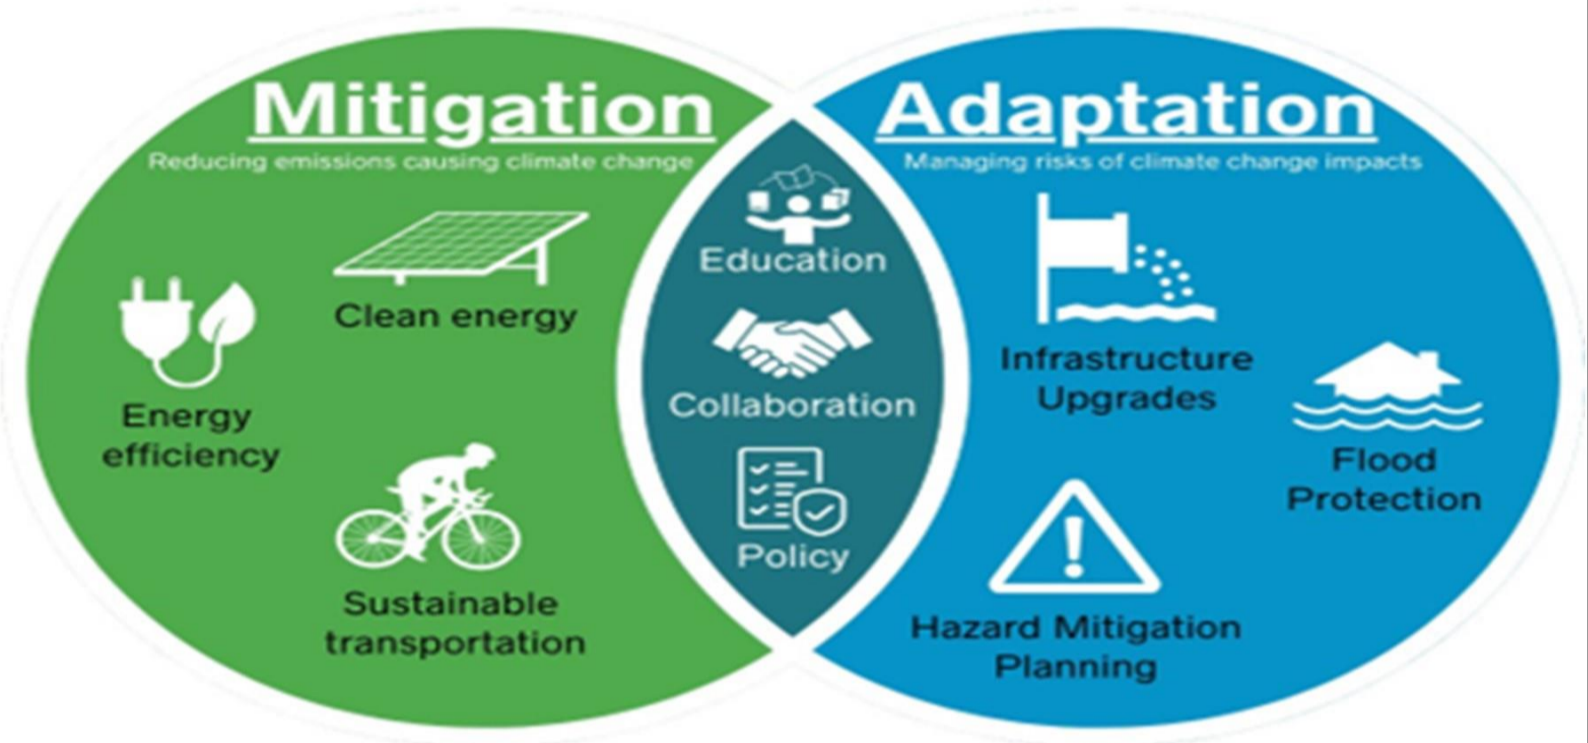 Mitigation
Reducing emissions causing climate change
Clean energy
Energy
efficiency
Sustainable
transportation
Education
Collaboration
Policy
Adaptation
Managing risks of climate change impacts
Infrastructure
Upgrades
Flood
Protection
Hazard Mitigation
Planning